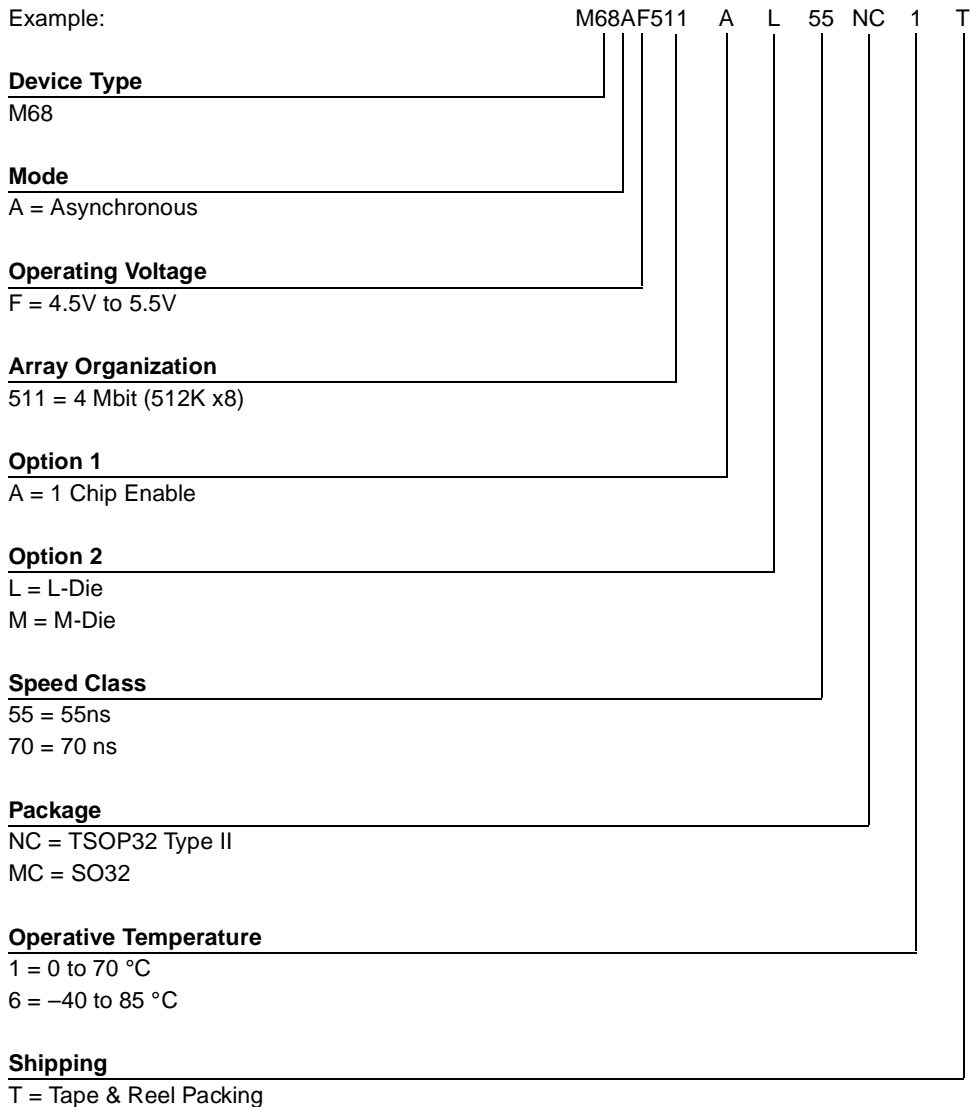 Example: M68AF511 A L 55 NC 1 T
Device Type
M68
Mode
A = Asynchronous
Operating Voltage
F = 4.5V to 5.5V
Array Organization
511 = 4 Mbit (512K x8)
Option 1
A = 1 Chip Enable
Option 2
L = L-Die
M = M-Die
Speed Class
55 = 55ns
70 = 70 ns
Package
NC = TSOP32 Type II
MC = SO32
Operative Temperature
1 = 0 to 70 °C
6 = –40 to 85 °C
Shipping
T = Tape & Reel Packing